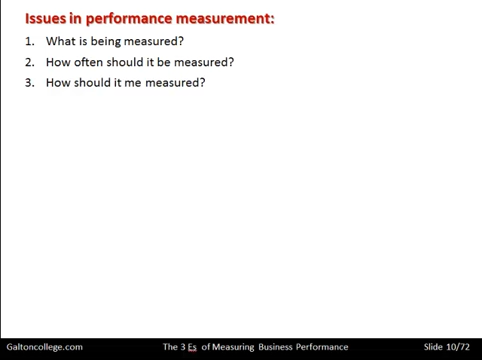 Issues in performance measurement:
1. What is being measured?
2. How often should it be measured?
3. How should it me measured?
Galtoncollege.com The 3 Es of Measuring Business Performance Slide 10/72